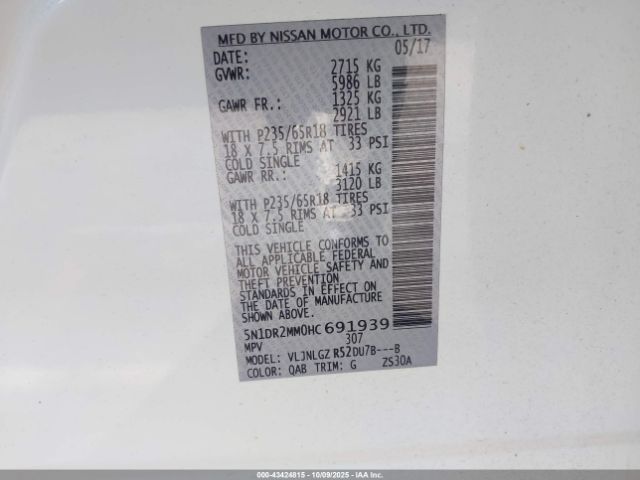 MFD BY NISSAN MOTOR CO., LTD.
DATE: 05/17
GVWR: 2715 KG
5986 LB
GAWR FR.: 1325 KG
2921 LB
WITH P235/65R18 TIRES
18 X 7.5 RIMS AT 33 PSI
COLD SINGLE
GAWR RR.: 1415 KG
3120 LB
WITH P235/65R18 TIRES
18 X 7.5 RIMS AT 33 PSI
COLD SINGLE
THIS VEHICLE CONFORMS TO
ALL APPLICABLE FEDERAL
MOTOR VEHICLE SAFETY AND
THEFT PREVENTION
STANDARDS IN EFFECT ON
THE DATE OF MANUFACTURE
SHOWN ABOVE.
5N1DR2MM0HC691939
MPV 307
MODEL: VLJNLGZ R52DU7B---B
COLOR: QAB TRIM: G ZS30A
000-43424815 - 10/09/2025 - IAAI.COM